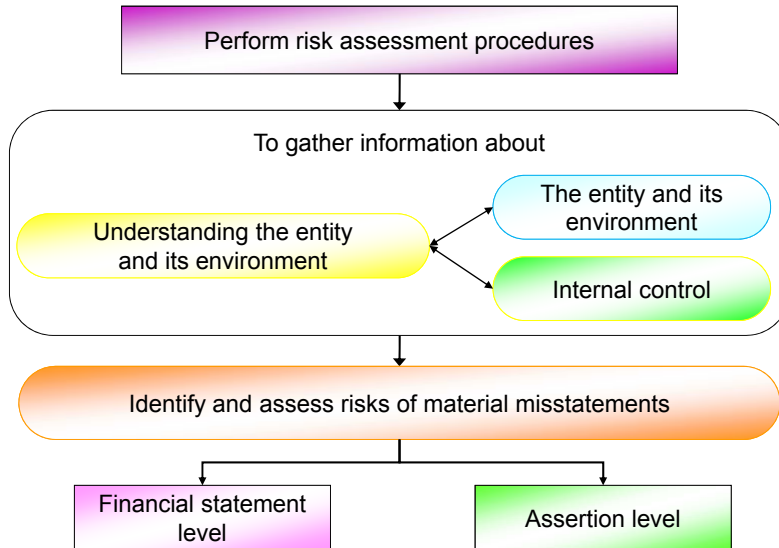 Perform risk assessment procedures
To gather information about
The entity and its
environment
Understanding the entity
and its environment
Internal control
Identify and assess risks of material misstatements
Financial statement
level
Assertion level